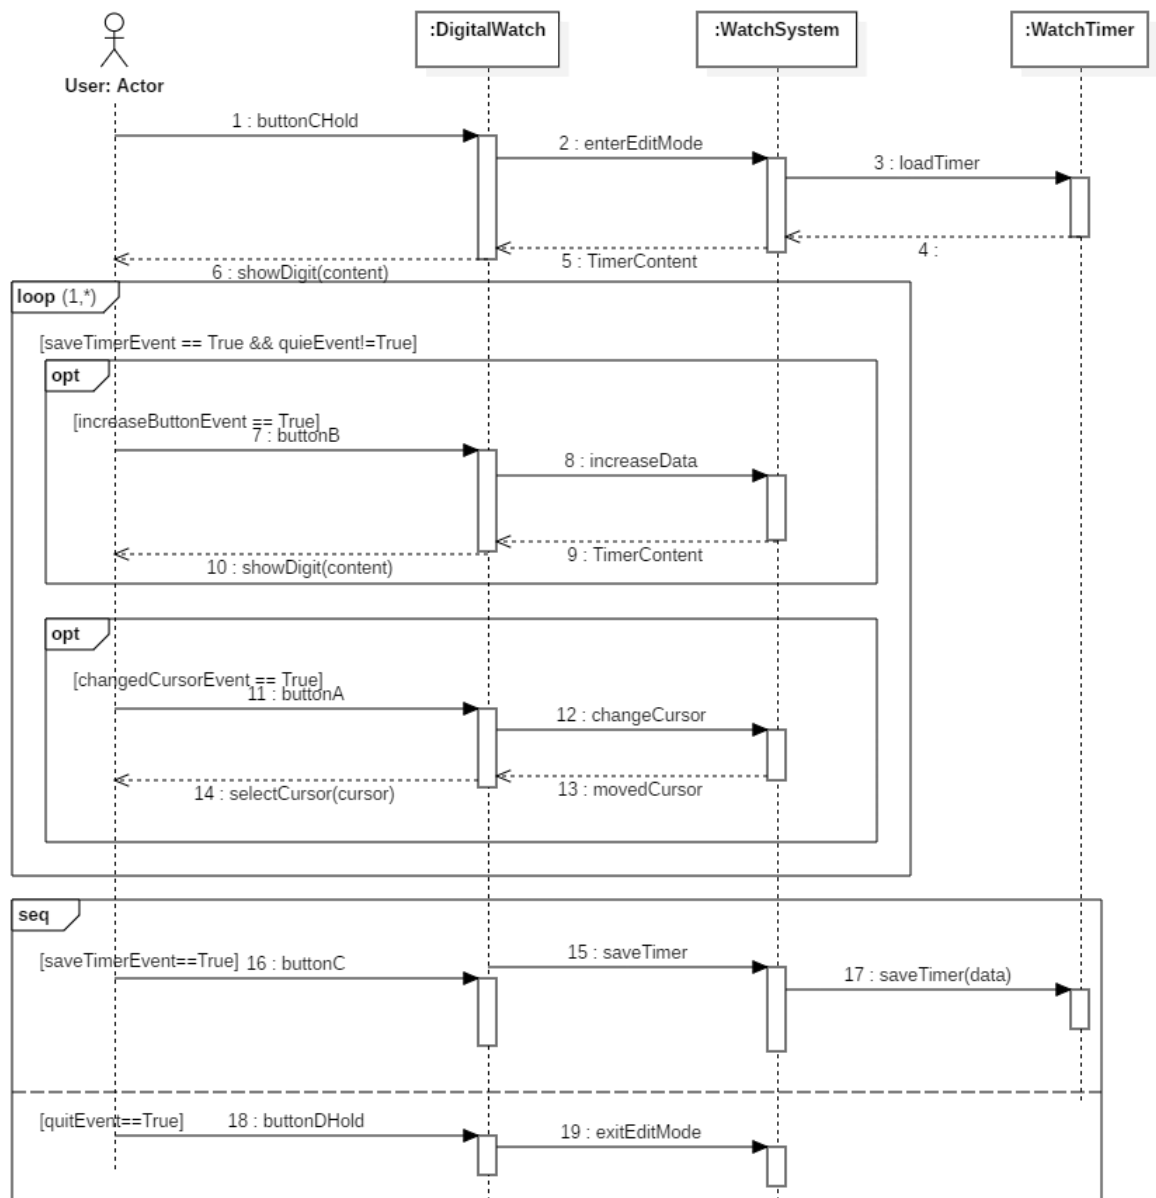 :DigitalWatch
:WatchSystem
:WatchTimer
User: Actor
1 : buttonCHold
2 : enterEditMode
3 : loadTimer
4 :
5 : TimerContent
6 : showDigit(content)
loop (1,*)
[saveTimerEvent == True && quieEvent!=True]
opt
[increaseButtonEvent == True]
7 : buttonB
8 : increaseData
9 : TimerContent
10 : showDigit(content)
opt
[changedCursorEvent == True]
11 : buttonA
12 : changeCursor
13 : movedCursor
14 : selectCursor(cursor)
seq
[saveTimerEvent==True]
16 : buttonC
15 : saveTimer
17 : saveTimer(data)
[quitEvent==True]
18 : buttonDHold
19 : exitEditMode